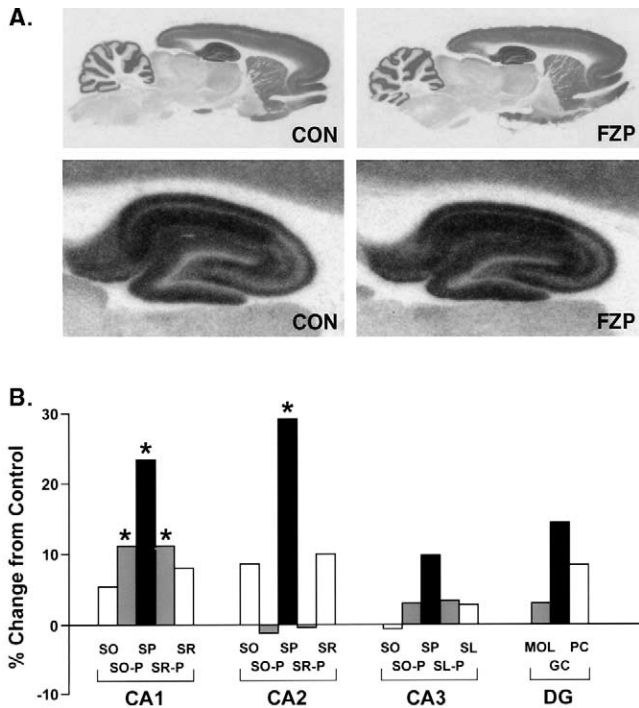 A.
CON FZP
CON FZP
B.
% Change from Control
30
20
10
0
-10
* * * *
SO SP SR SO SP SR SO SP SL MOL PC
SO-P SR-P SO-P SR-P SO-P SL-P GC
CA1 CA2 CA3 DG